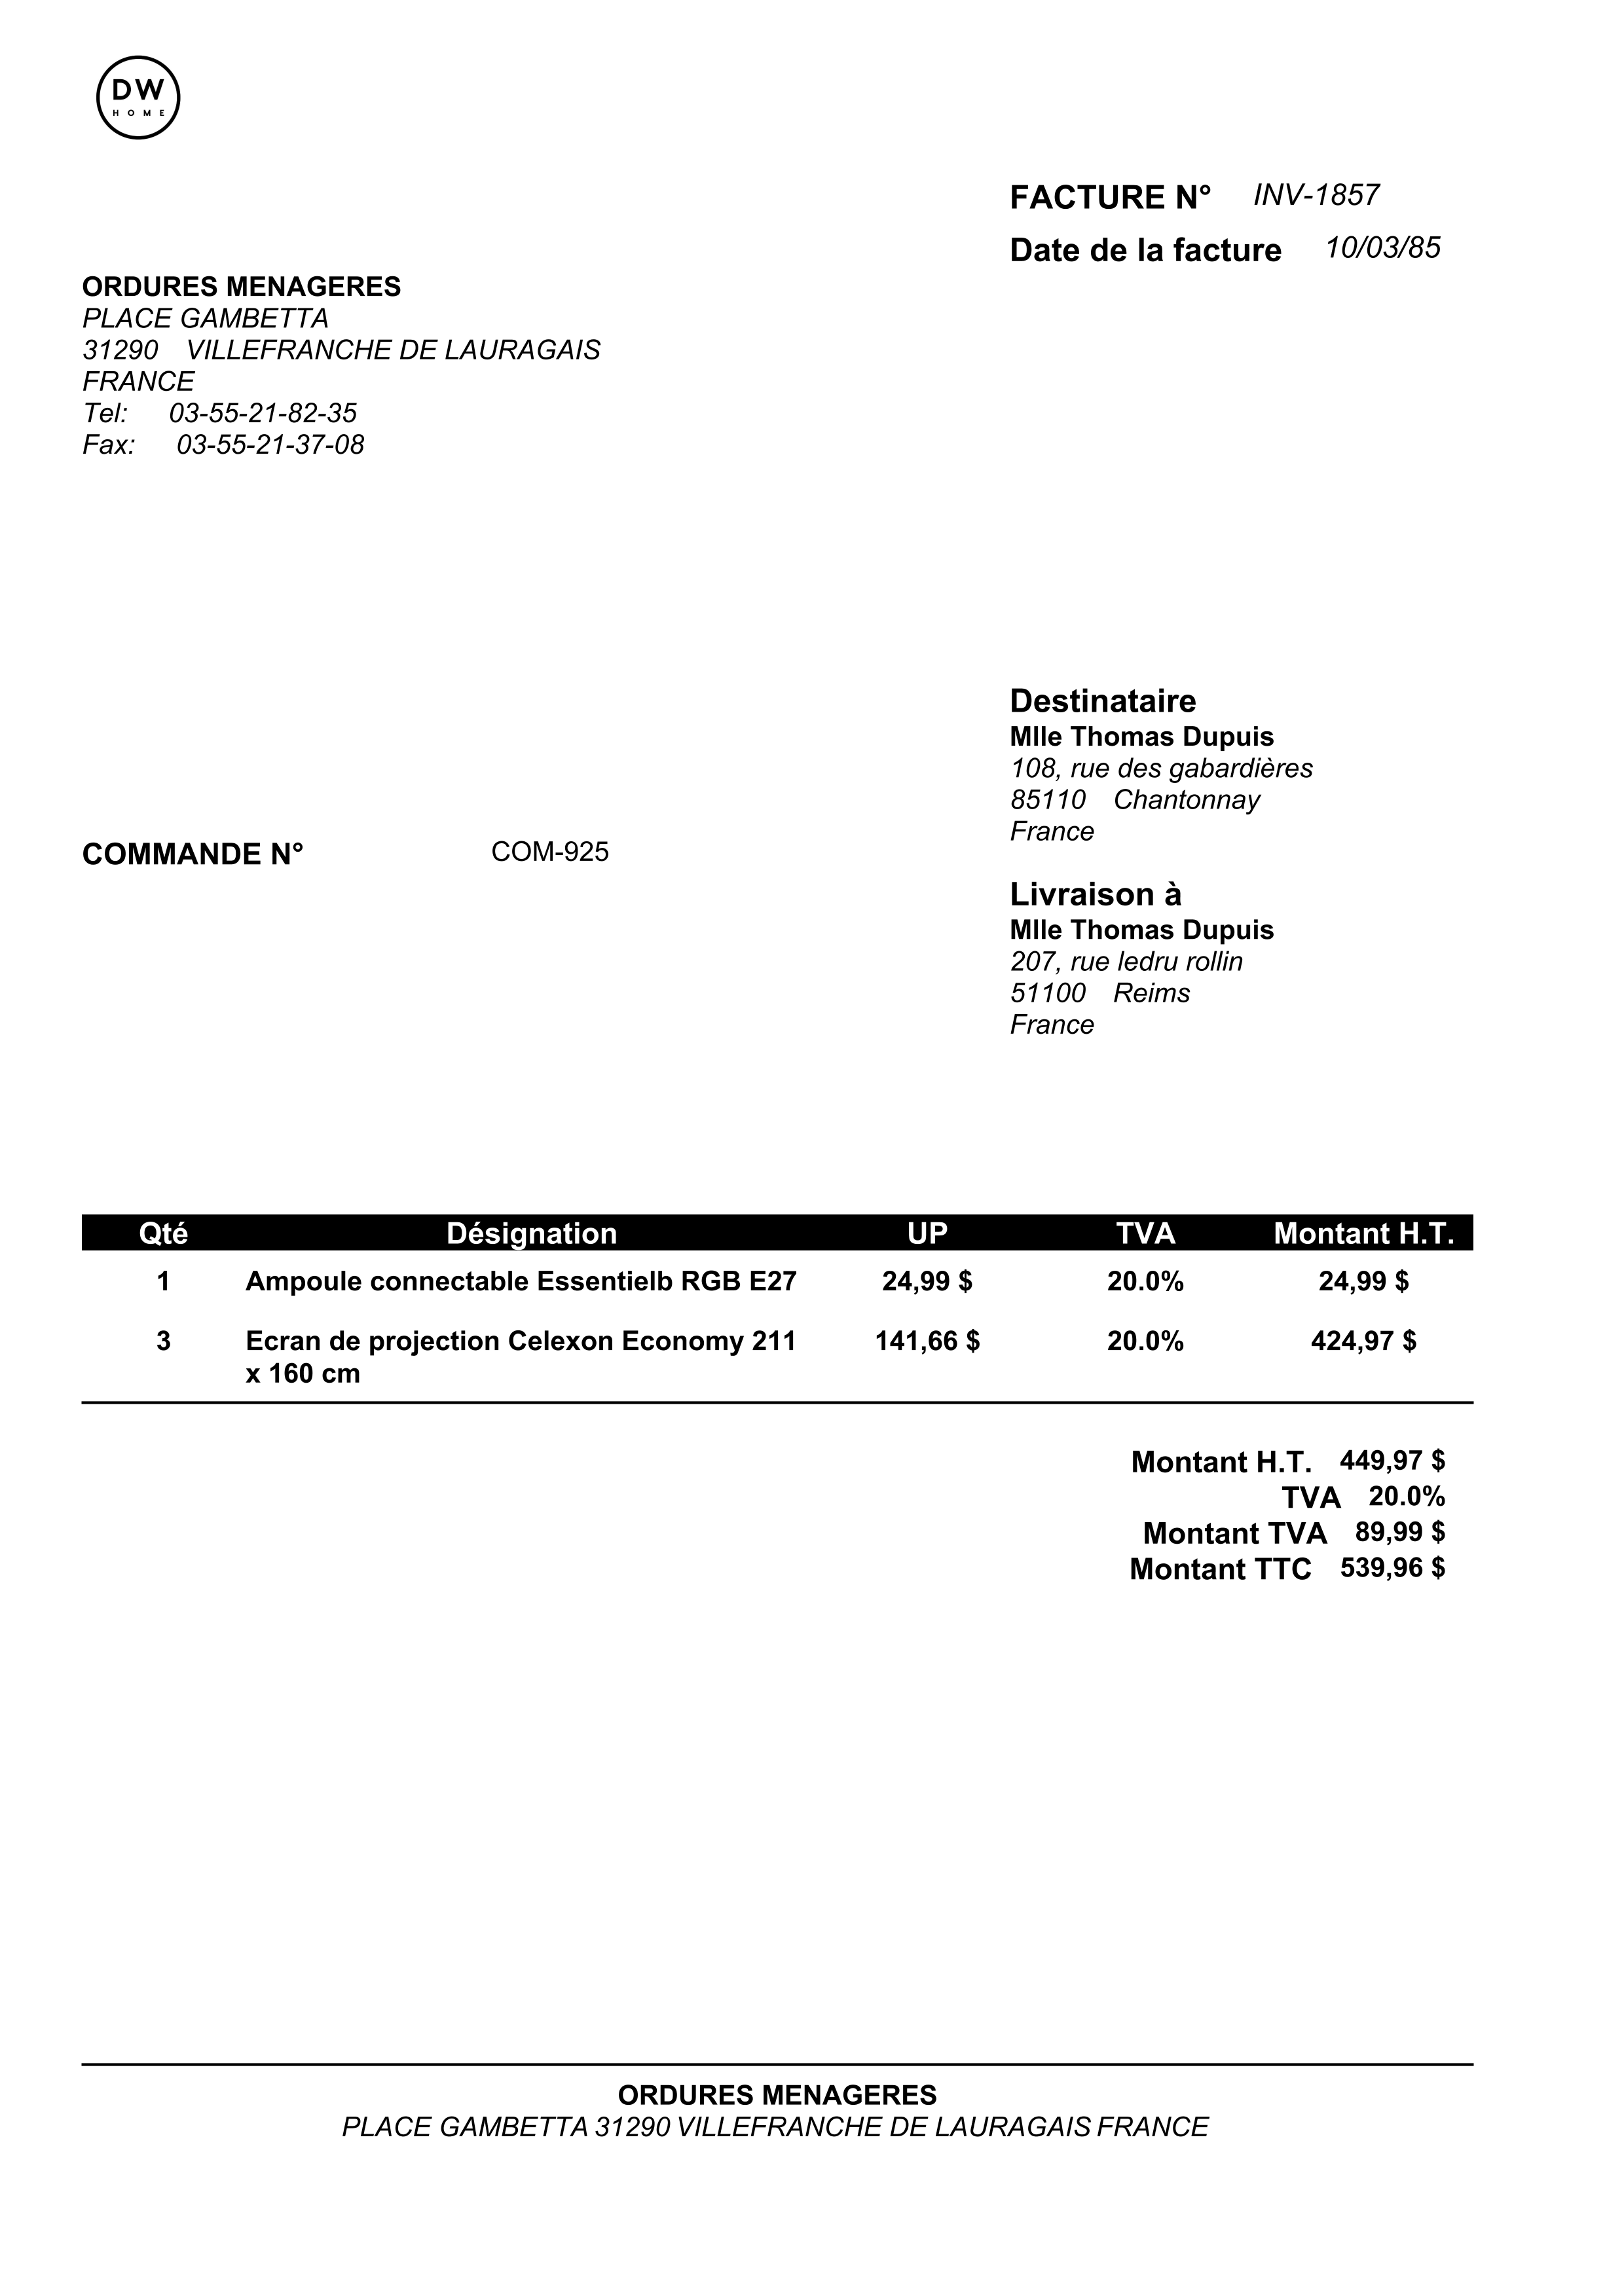 DW
HOME
FACTURE N° INV-1857
Date de la facture 10/03/85
ORDURES MENAGERES
PLACE GAMBETTA
31290 VILLEFRANCHE DE LAURAGAIS
FRANCE
Tel: 03-55-21-82-35
Fax: 03-55-21-37-08
Destinataire
Mlle Thomas Dupuis
108, rue des gabardières
85110 Chantonnay
France
COMMANDE N° COM-925
Livraison à
Mlle Thomas Dupuis
207, rue ledru rollin
51100 Reims
France
Qté Désignation UP TVA Montant H.T.
1 Ampoule connectable Essentielb RGB E27 24,99 $ 20.0% 24,99 $
3 Ecran de projection Celexon Economy 211 141,66 $ 20.0% 424,97 $
x 160 cm
Montant H.T. 449,97 $
TVA 20.0%
Montant TVA 89,99 $
Montant TTC 539,96 $
ORDURES MENAGERES
PLACE GAMBETTA 31290 VILLEFRANCHE DE LAURAGAIS FRANCE